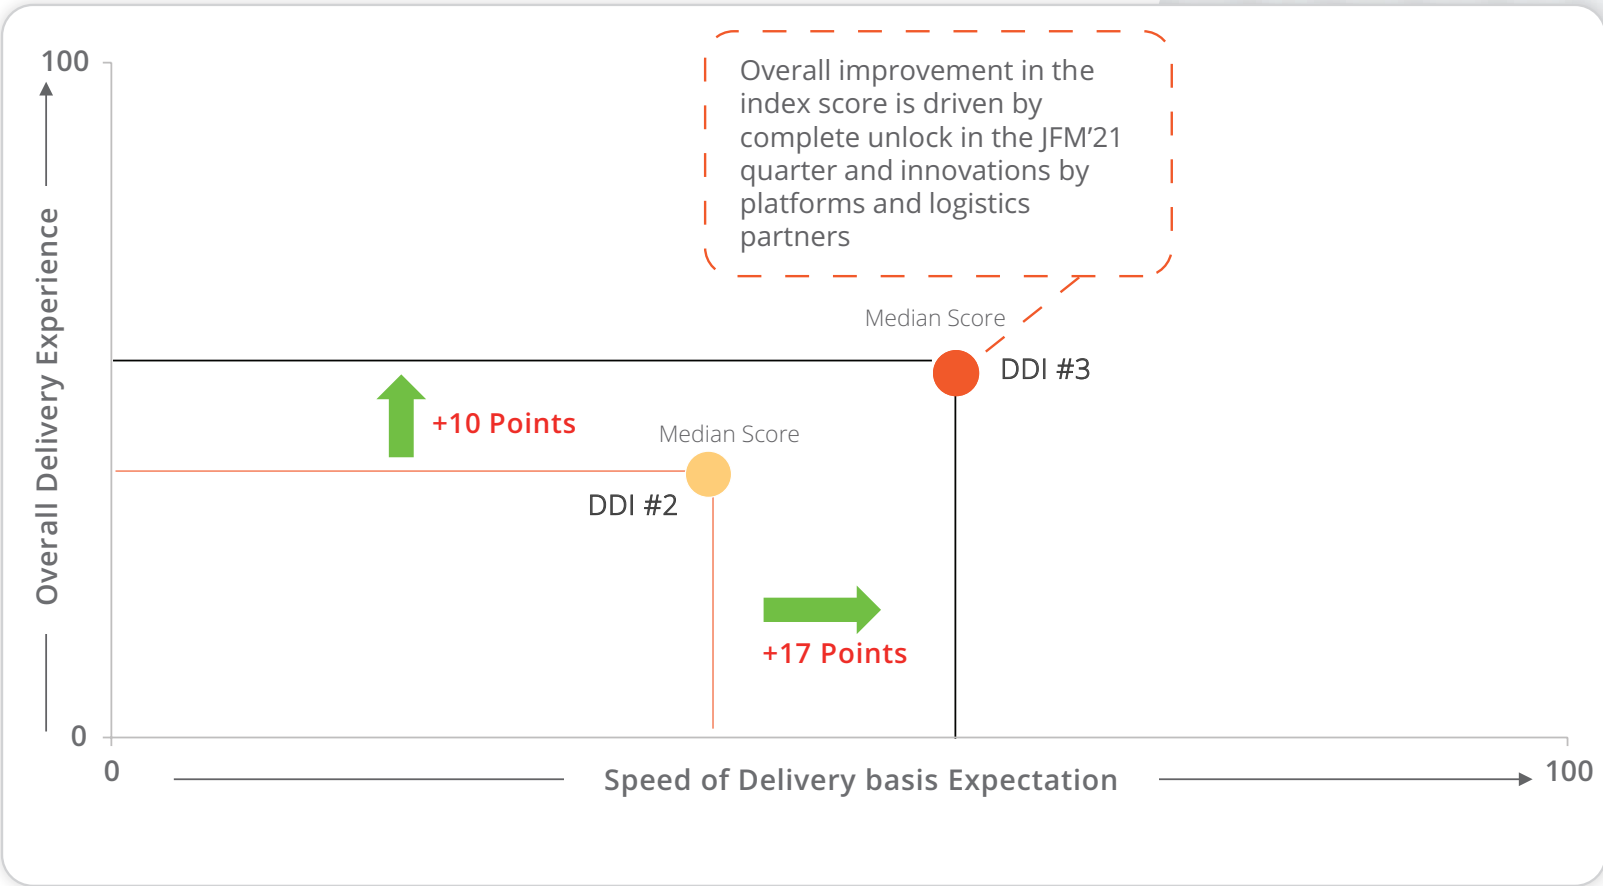 100
Overall Delivery Experience
Overall improvement in the
index score is driven by
complete unlock in the JFM’21
quarter and innovations by
platforms and logistics
partners
Median Score
DDI #3
+10 Points
Median Score
DDI #2
+17 Points
0
0
Speed of Delivery basis Expectation
100